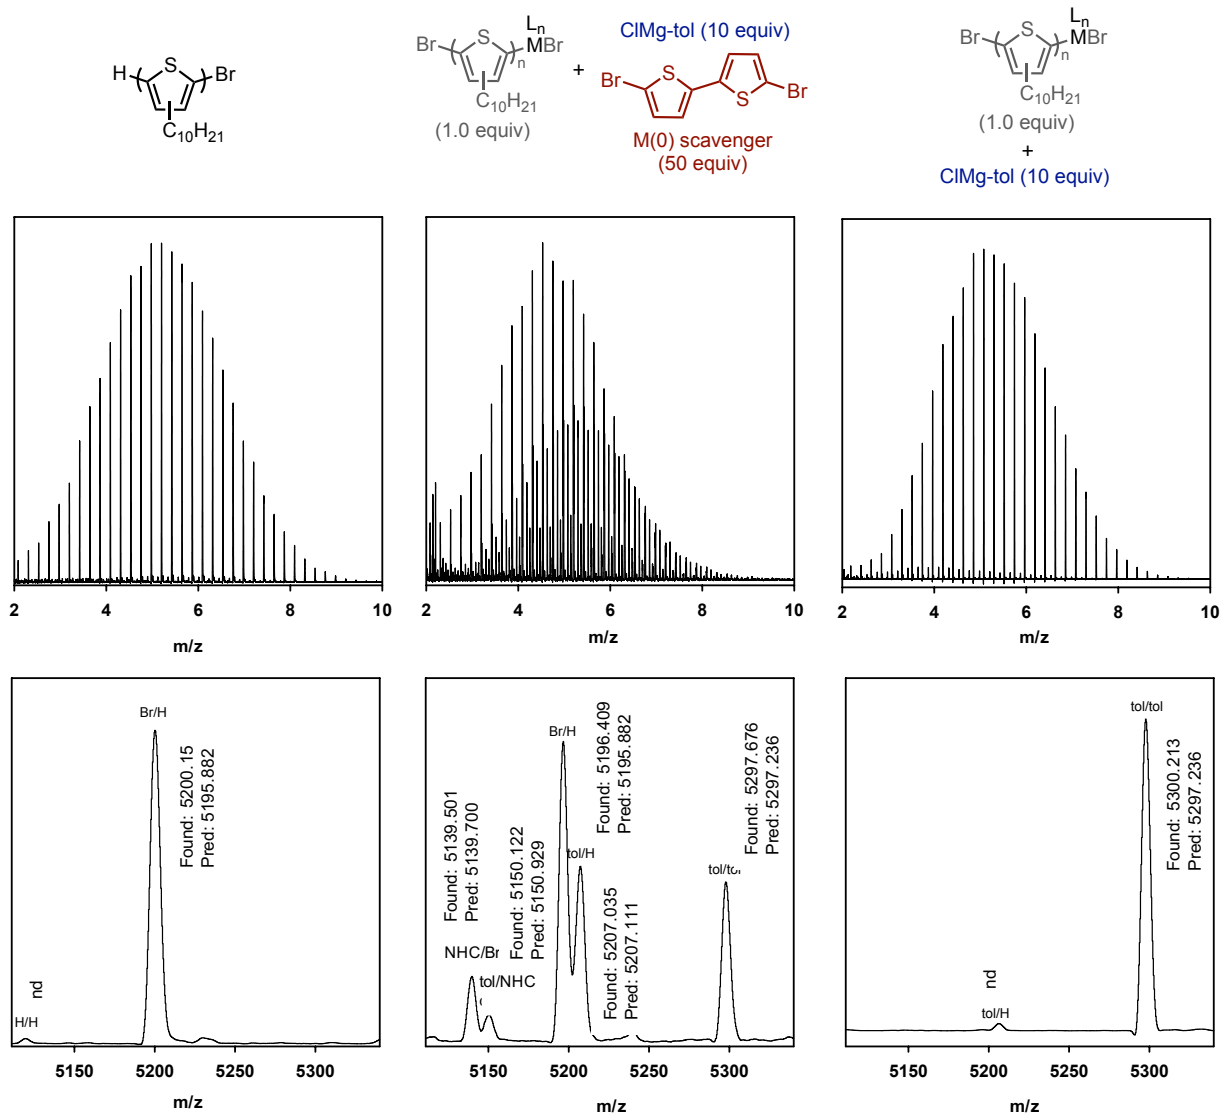 H
S
Br
C10H21
Br
S
n
Ln
MBr
C10H21
(1.0 equiv)
+
ClMg-tol (10 equiv)
Br
S
S
Br
M(0) scavenger
(50 equiv)
Br
S
n
Ln
MBr
C10H21
(1.0 equiv)
+
ClMg-tol (10 equiv)
2 4 6 8 10
m/z
2 4 6 8 10
m/z
2 4 6 8 10
m/z
Br/H
Found: 5200.15
Pred: 5195.882
nd
H/H
5150 5200 5250 5300
m/z
Found: 5139.501
Pred: 5139.700
NHC/Br
Found: 5150.122
Pred: 5150.929
tol/NHC
Br/H
Found: 5196.409
Pred: 5195.882
tol/H
Found: 5207.035
Pred: 5207.111
Found: 5297.676
Pred: 5297.236
5150 5200 5250 5300
m/z
tol/tol
Found: 5300.213
Pred: 5297.236
nd
tol/H
5150 5200 5250 5300
m/z